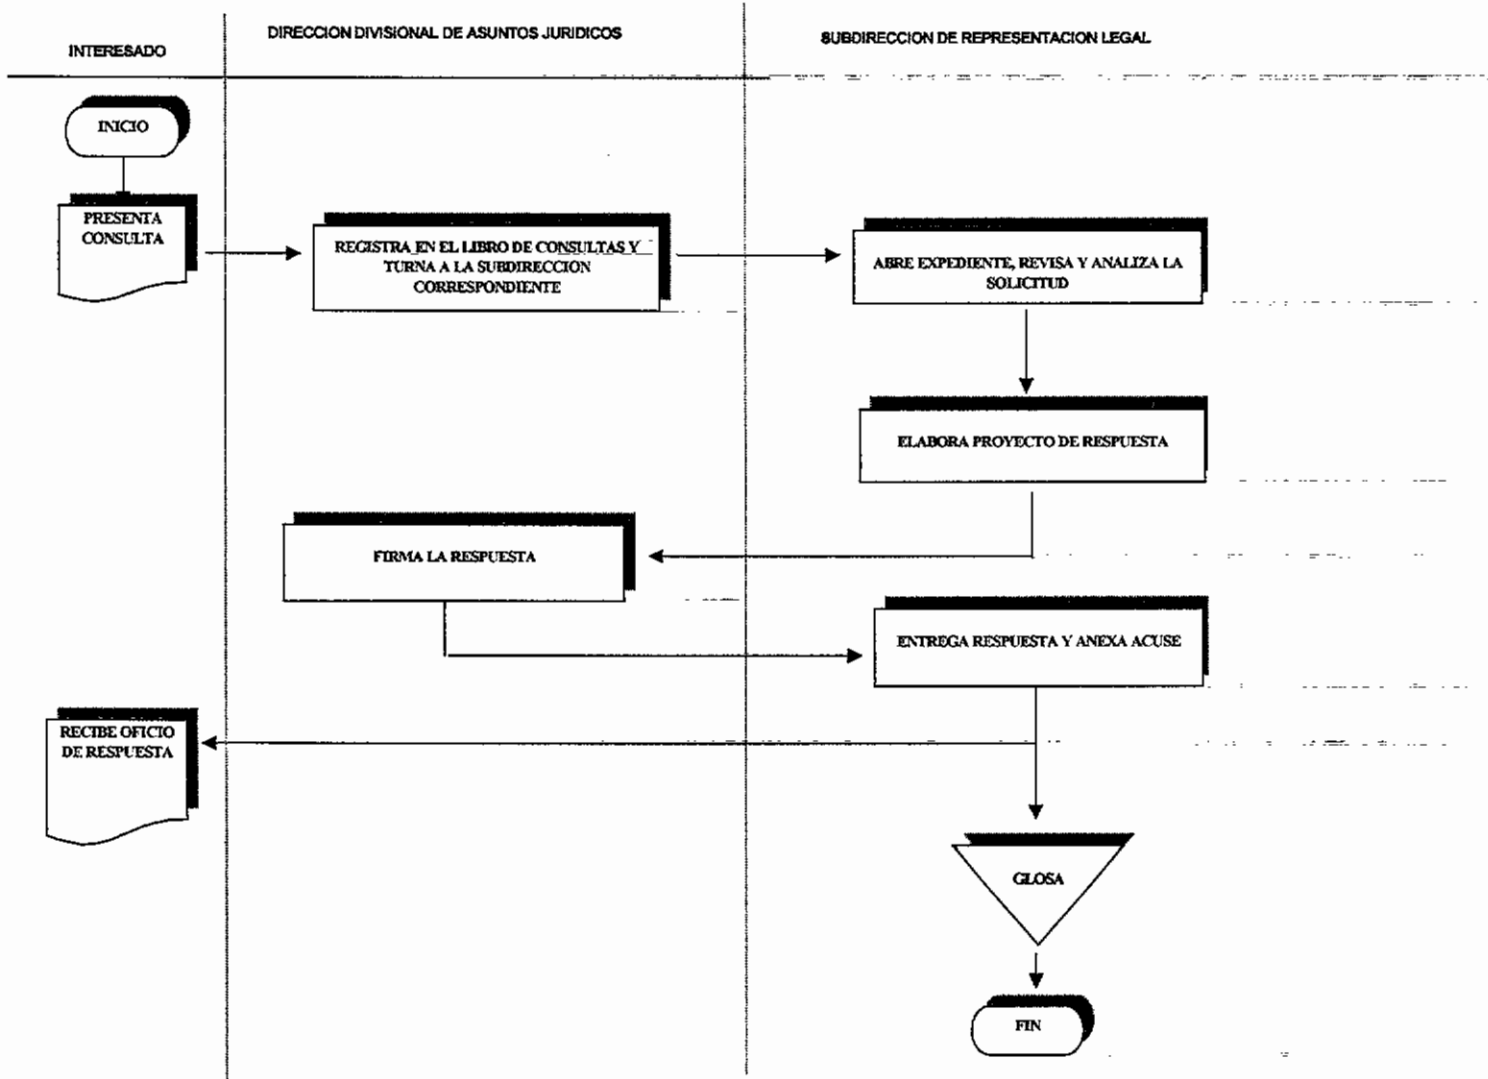 INTERESADO
DIRECCION DIVISIONAL DE ASUNTOS JURIDICOS
SUBDIRECCION DE REPRESENTACION LEGAL
INICIO
PRESENTA
CONSULTA
REGISTRA EN EL LIBRO DE CONSULTAS Y
TURNA A LA SUBDIRECCION
CORRESPONDIENTE
ABRE EXPEDIENTE, REVISA Y ANALIZA LA
SOLICITUD
ELABORA PROYECTO DE RESPUESTA
FIRMA LA RESPUESTA
ENTREGA RESPUESTA Y ANEXA ACUSE
RECIBE OFICIO
DE RESPUESTA
GLOSA
FIN